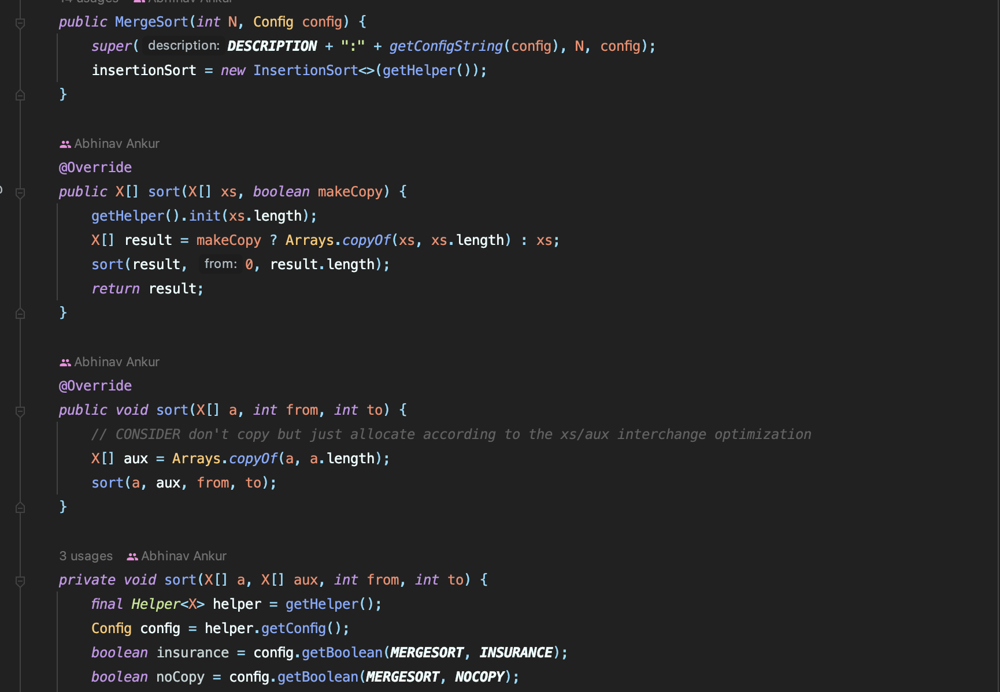 14 usages Abhinav Ankur
public MergeSort(int N, Config config) {
super( description: DESCRIPTION + ":" + getConfigString(config), N, config);
insertionSort = new InsertionSort<>(getHelper());
}
Abhinav Ankur
@Override
public X[] sort(X[] xs, boolean makeCopy) {
getHelper().init(xs.length);
X[] result = makeCopy ? Arrays.copyOf(xs, xs.length) : xs;
sort(result, from: 0, result.length);
return result;
}
Abhinav Ankur
@Override
public void sort(X[] a, int from, int to) {
// CONSIDER don't copy but just allocate according to the xs/aux interchange optimization
X[] aux = Arrays.copyOf(a, a.length);
sort(a, aux, from, to);
}
3 usages Abhinav Ankur
private void sort(X[] a, X[] aux, int from, int to) {
final Helper<X> helper = getHelper();
Config config = helper.getConfig();
boolean insurance = config.getBoolean(MERGESORT, INSURANCE);
boolean noCopy = config.getBoolean(MERGESORT, NOCOPY);